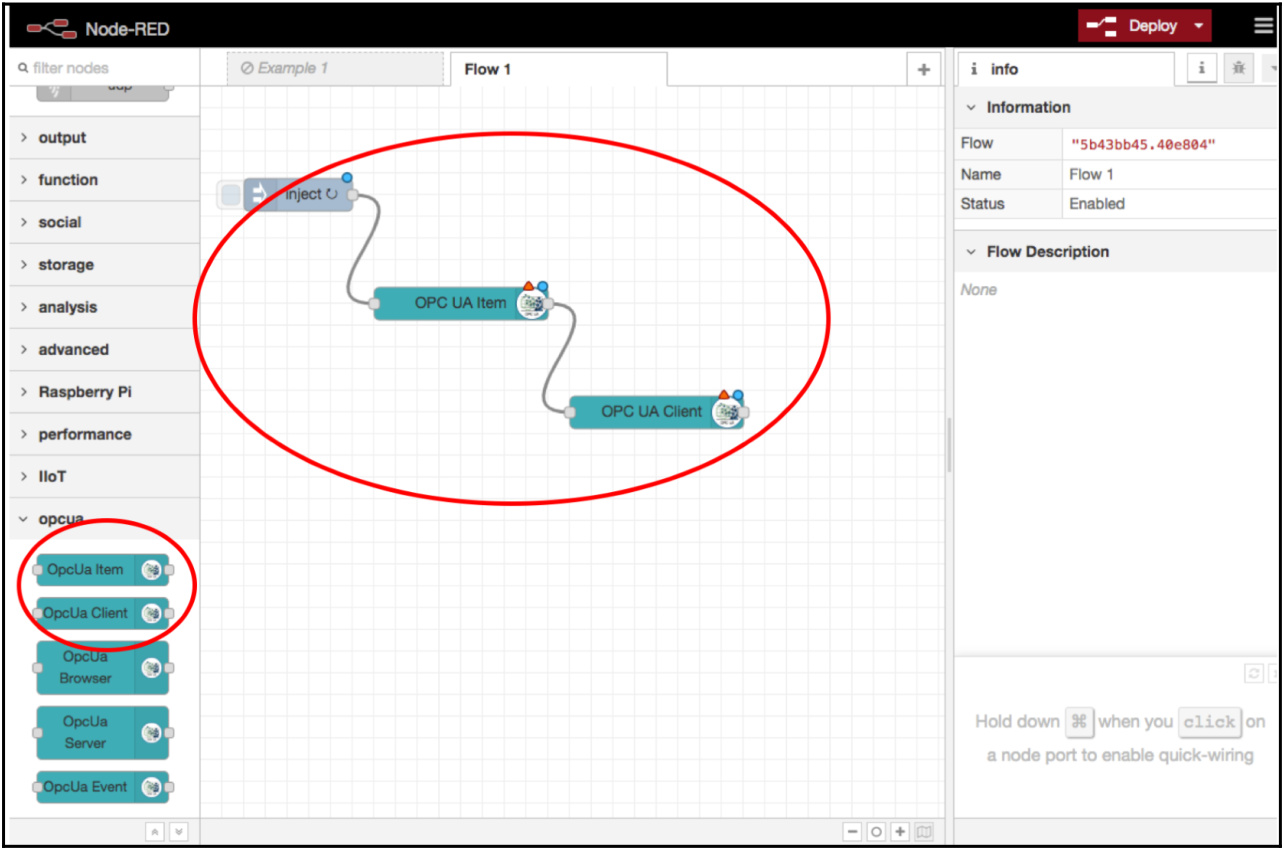 Node-RED
Deploy
filter nodes
Example 1
Flow 1
i info
udp
output
function
social
storage
analysis
advanced
Raspberry Pi
performance
IIoT
opcua
OpcUa Item
OpcUa Client
OpcUa
Browser
OpcUa
Server
OpcUa Event
inject ↻
OPC UA Item
OPC UA Client
Information
Flow "5b43bb45.40e804"
Name Flow 1
Status Enabled
Flow Description
None
Hold down ⌘ when you click on
a node port to enable quick-wiring